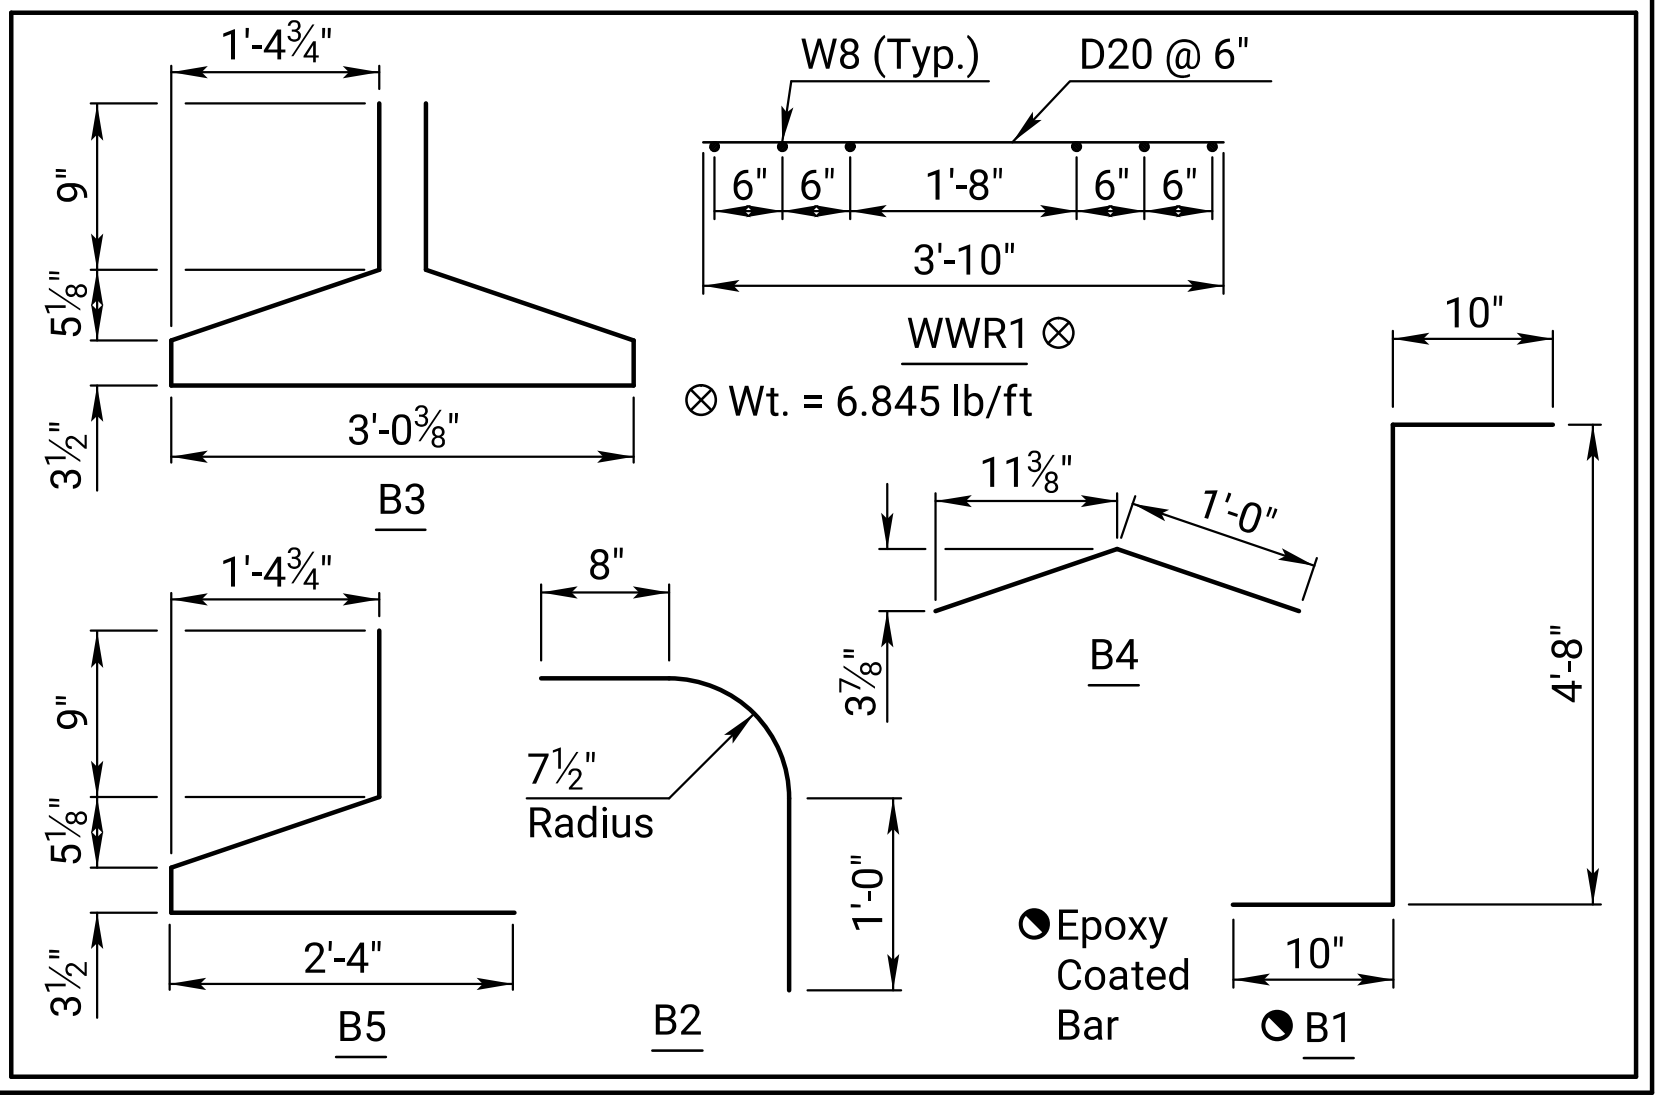 1'-4¾"
9"
5⅛"
3½"
3'-0⅜"
B3
W8 (Typ.)
D20 @ 6"
6"
6"
1'-8"
6"
6"
3'-10"
WWR1 ⊗
⊗ Wt. = 6.845 lb/ft
11⅜"
1'-0"
3⅞"
B4
10"
4'-8"
10"
B1
Epoxy
Coated
Bar
1'-4¾"
9"
5⅛"
3½"
2'-4"
B5
8"
7½"
Radius
1'-0"
B2